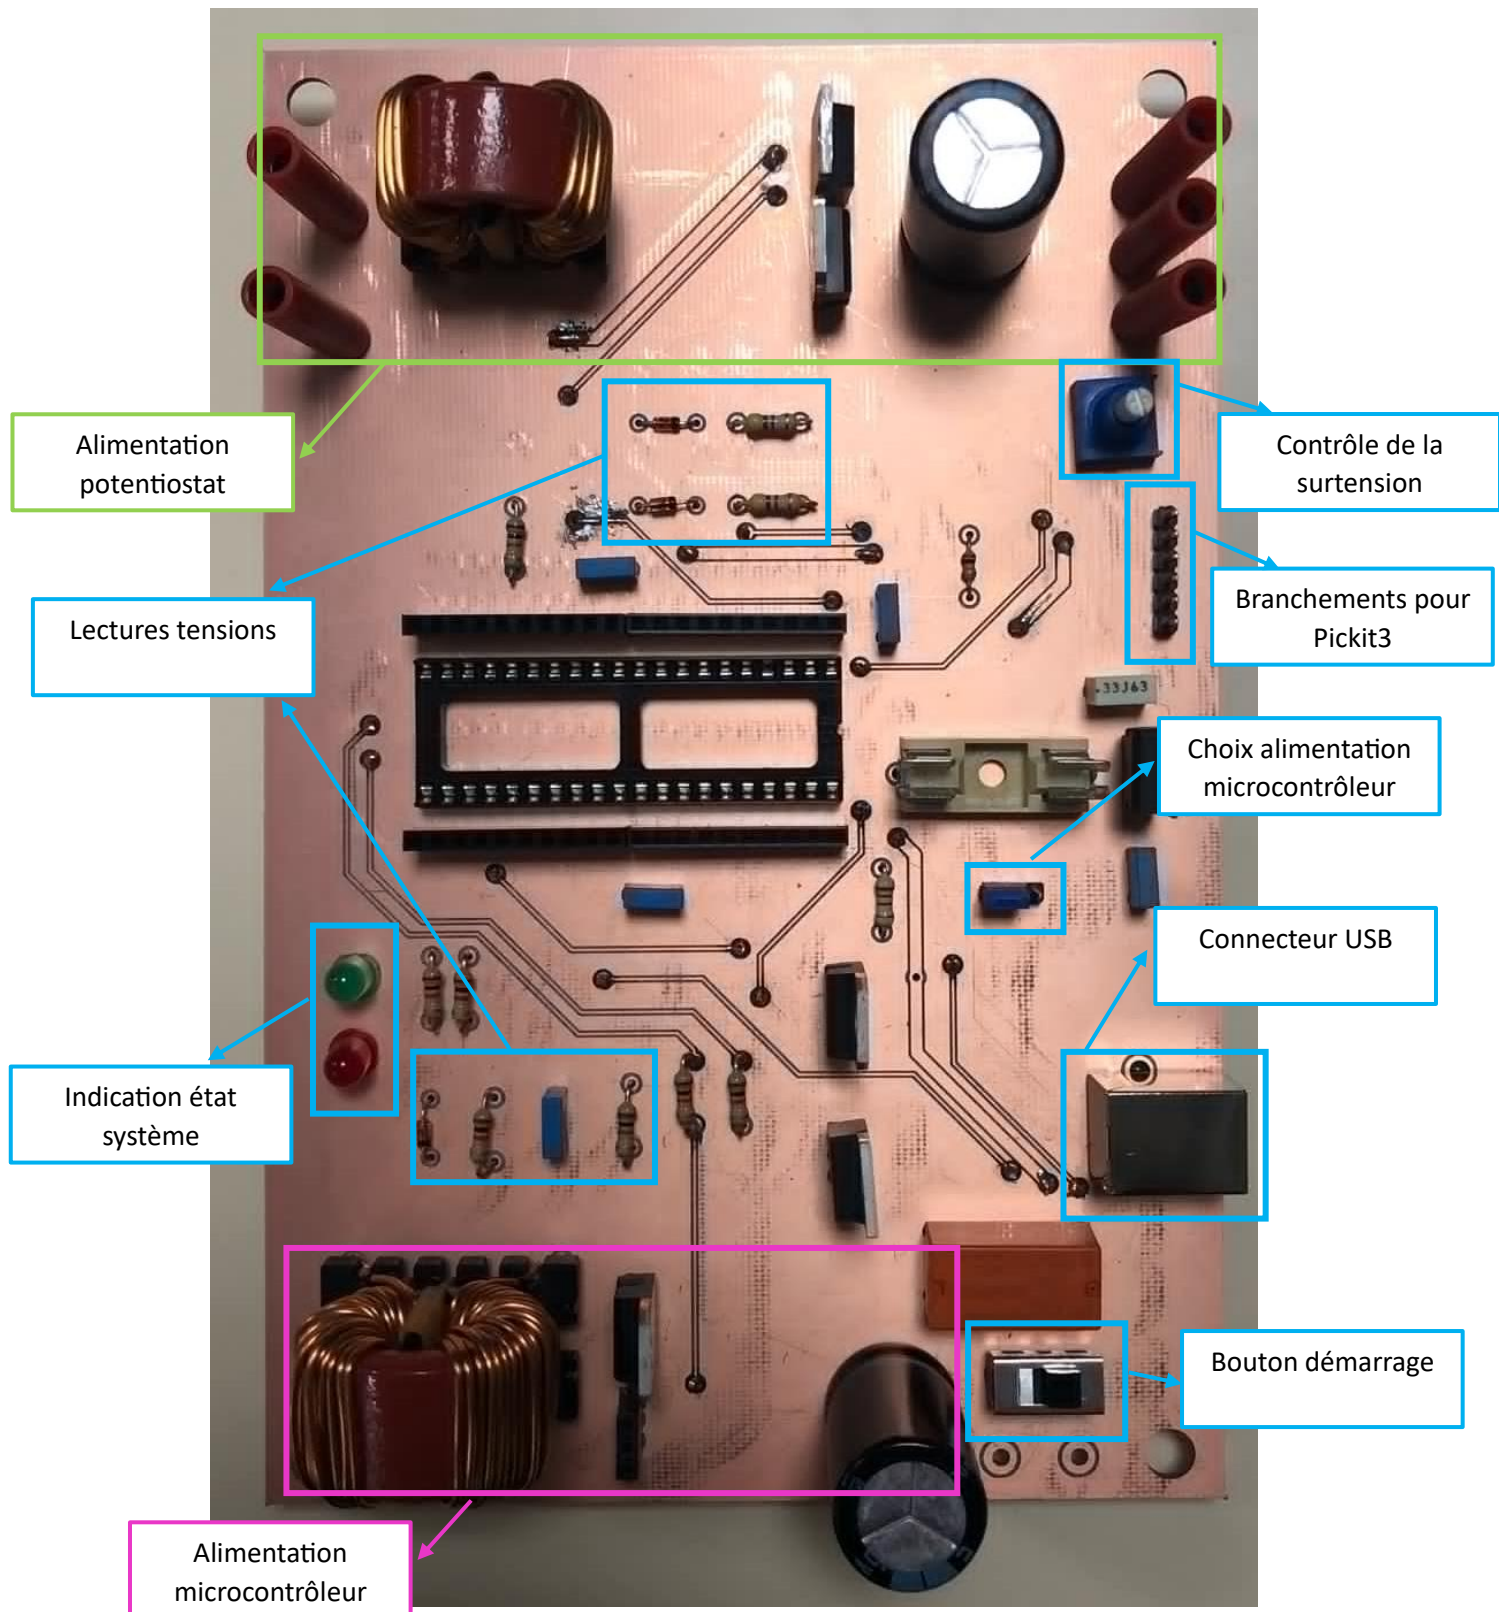 Alimentation
potentiostat
Contrôle de la
surtension
Lectures tensions
Branchements pour
Pickit3
.33J63
Choix alimentation
microcontrôleur
Connecteur USB
Indication état
système
Bouton démarrage
Alimentation
microcontrôleur